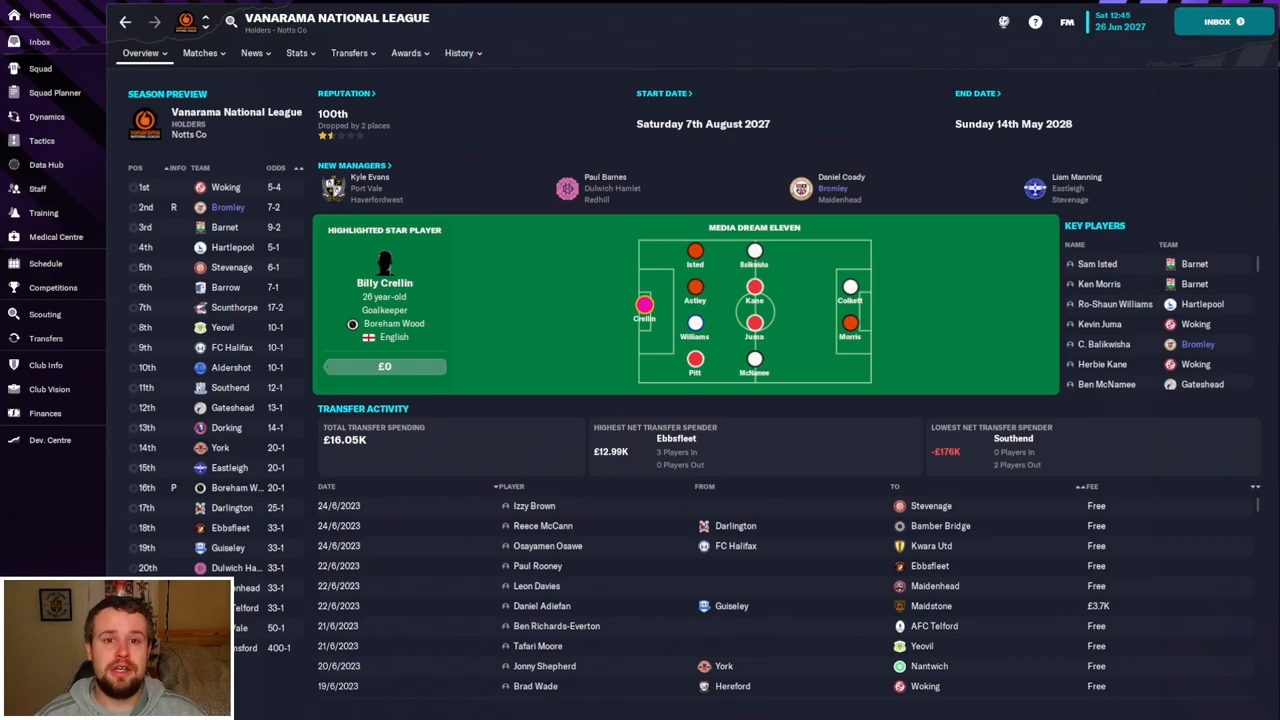 Home
Inbox
Squad
Squad Planner
Dynamics
Tactics
Data Hub
Staff
Training
Medical Centre
Schedule
Competitions
Scouting
Transfers
Club Info
Club Vision
Finances
Dev. Centre
VANARAMA NATIONAL LEAGUE
Holders - Notts Co
FM
Sat 12:45
26 Jun 2027
INBOX
Overview Matches News Stats Transfers Awards History
SEASON PREVIEW
Vanarama National League
HOLDERS
Notts Co
POS INFO TEAM ODDS
1st Woking 5-4
2nd R Bromley 7-2
3rd Barnet 9-2
4th Hartlepool 5-1
5th Stevenage 6-1
6th Barrow 7-1
7th Scunthorpe 17-2
8th Yeovil 10-1
9th FC Halifax 10-1
10th Aldershot 10-1
11th Southend 12-1
12th Gateshead 13-1
13th Dorking 14-1
14th York 20-1
15th Eastleigh 20-1
16th P Boreham W... 20-1
17th Darlington 25-1
18th Ebbsfleet 33-1
19th Guiseley 33-1
20th Dulwich Ha... 33-1
enhead 33-1
Telford 33-1
Vale 50-1
msford 400-1
REPUTATION
100th
Dropped by 2 places
START DATE
Saturday 7th August 2027
END DATE
Sunday 14th May 2028
NEW MANAGERS
Kyle Evans
Port Vale
Haverfordwest
Paul Barnes
Dulwich Hamlet
Redhill
Daniel Coady
Bromley
Maidenhead
Liam Manning
Eastleigh
Stevenage
HIGHLIGHTED STAR PLAYER
Billy Crellin
26 year-old
Goalkeeper
Boreham Wood
English
£0
MEDIA DREAM ELEVEN
Isted
Balikwisha
Astley
Kane
Colkett
Crellin
Williams
Juma
Morris
Pitt
McNamee
KEY PLAYERS
NAME TEAM
Sam Isted Barnet
Ken Morris Barnet
Ro-Shaun Williams Hartlepool
Kevin Juma Woking
C. Balikwisha Bromley
Herbie Kane Woking
Ben McNamee Gateshead
TRANSFER ACTIVITY
TOTAL TRANSFER SPENDING
£16.05K
HIGHEST NET TRANSFER SPENDER
Ebbsfleet
£12.99K
3 Players In
0 Players Out
LOWEST NET TRANSFER SPENDER
Southend
-£176K
0 Players In
2 Players Out
DATE PLAYER FROM TO FEE
24/6/2023 Izzy Brown Stevenage Free
24/6/2023 Reece McCann Darlington Bamber Bridge Free
24/6/2023 Osayamen Osawe FC Halifax Kwara Utd Free
22/6/2023 Paul Rooney Ebbsfleet Free
22/6/2023 Leon Davies Maidenhead Free
22/6/2023 Daniel Adiefan Guiseley Maidstone £3.7K
21/6/2023 Ben Richards-Everton AFC Telford Free
21/6/2023 Tafari Moore Yeovil Free
20/6/2023 Jonny Shepherd York Nantwich Free
19/6/2023 Brad Wade Hereford Woking Free